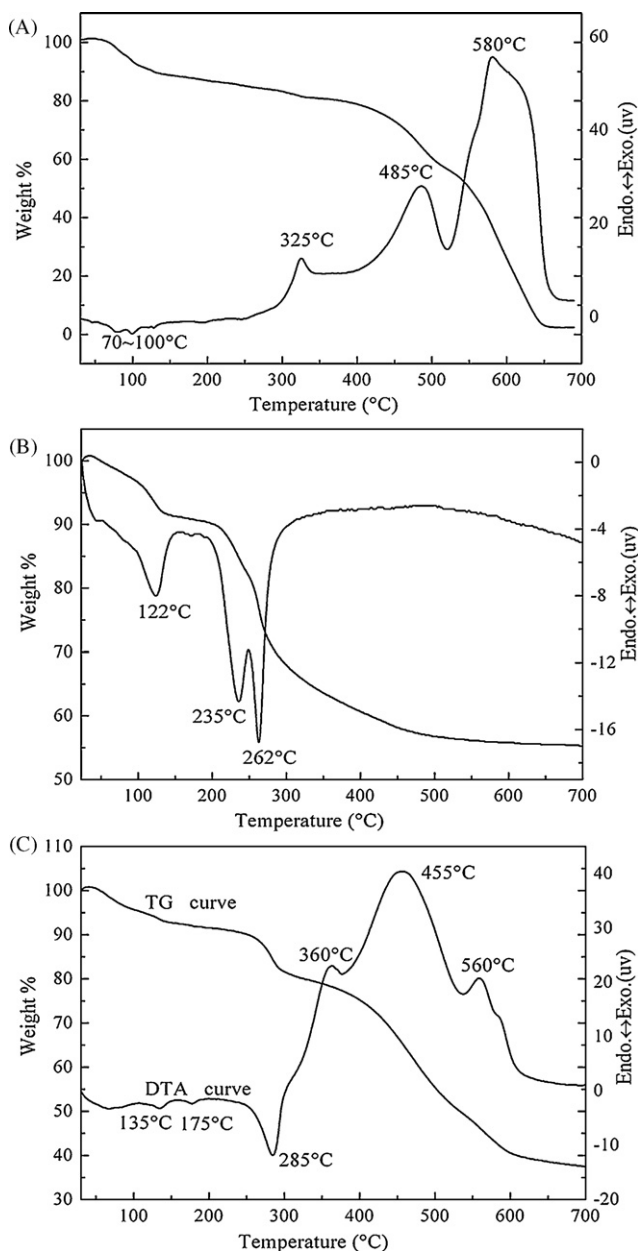 (A)
100
80
60
40
20
0
Weight %
580°C
485°C
325°C
70~100°C
60
40
20
0
Endo.↔Exo.(uv)
100 200 300 400 500 600 700
Temperature (°C)
(B)
100
90
80
70
60
50
Weight %
122°C
235°C
262°C
0
-4
-8
-12
-16
Endo.↔Exo.(uv)
100 200 300 400 500 600 700
Temperature (°C)
(C)
110
100
90
80
70
60
50
40
30
Weight %
TG curve
455°C
360°C
560°C
DTA curve
135°C 175°C
285°C
40
30
20
10
0
-12
-20
Endo.↔Exo.(uv)
100 200 300 400 500 600 700
Temperature (°C)